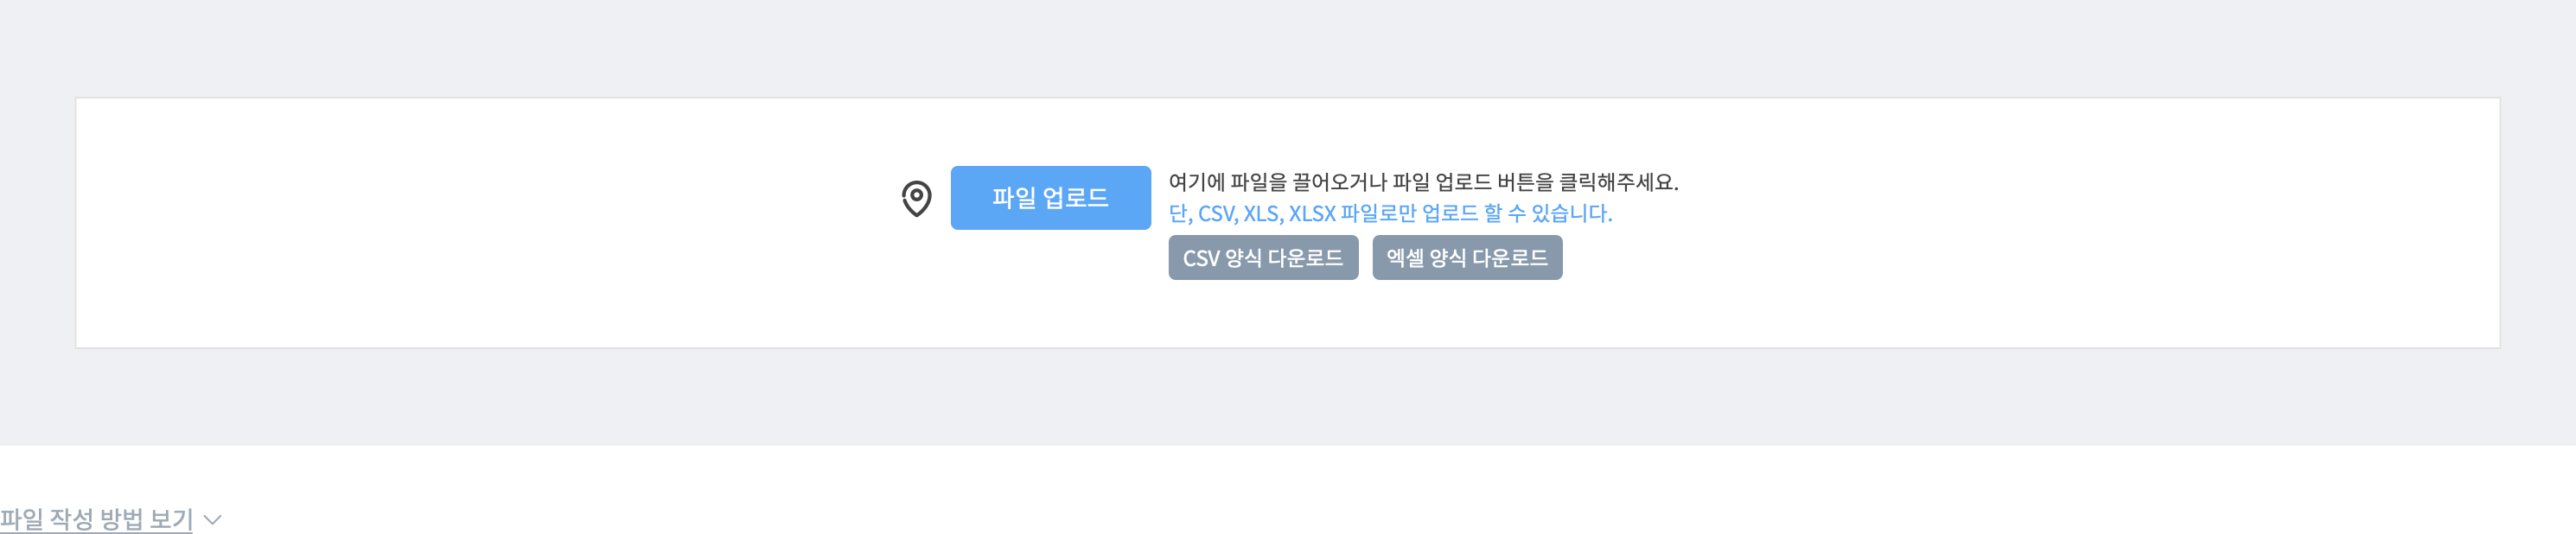 파일 업로드
여기에 파일을 끌어오거나 파일 업로드 버튼을 클릭해주세요.
단, CSV, XLS, XLSX 파일로만 업로드 할 수 있습니다.
CSV 양식 다운로드 엑셀 양식 다운로드
파일 작성 방법 보기